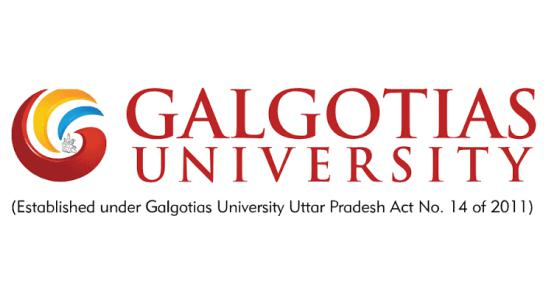 GALGOTIAS
UNIVERSITY
(Established under Galgotias University Uttar Pradesh Act No. 14 of 2011)